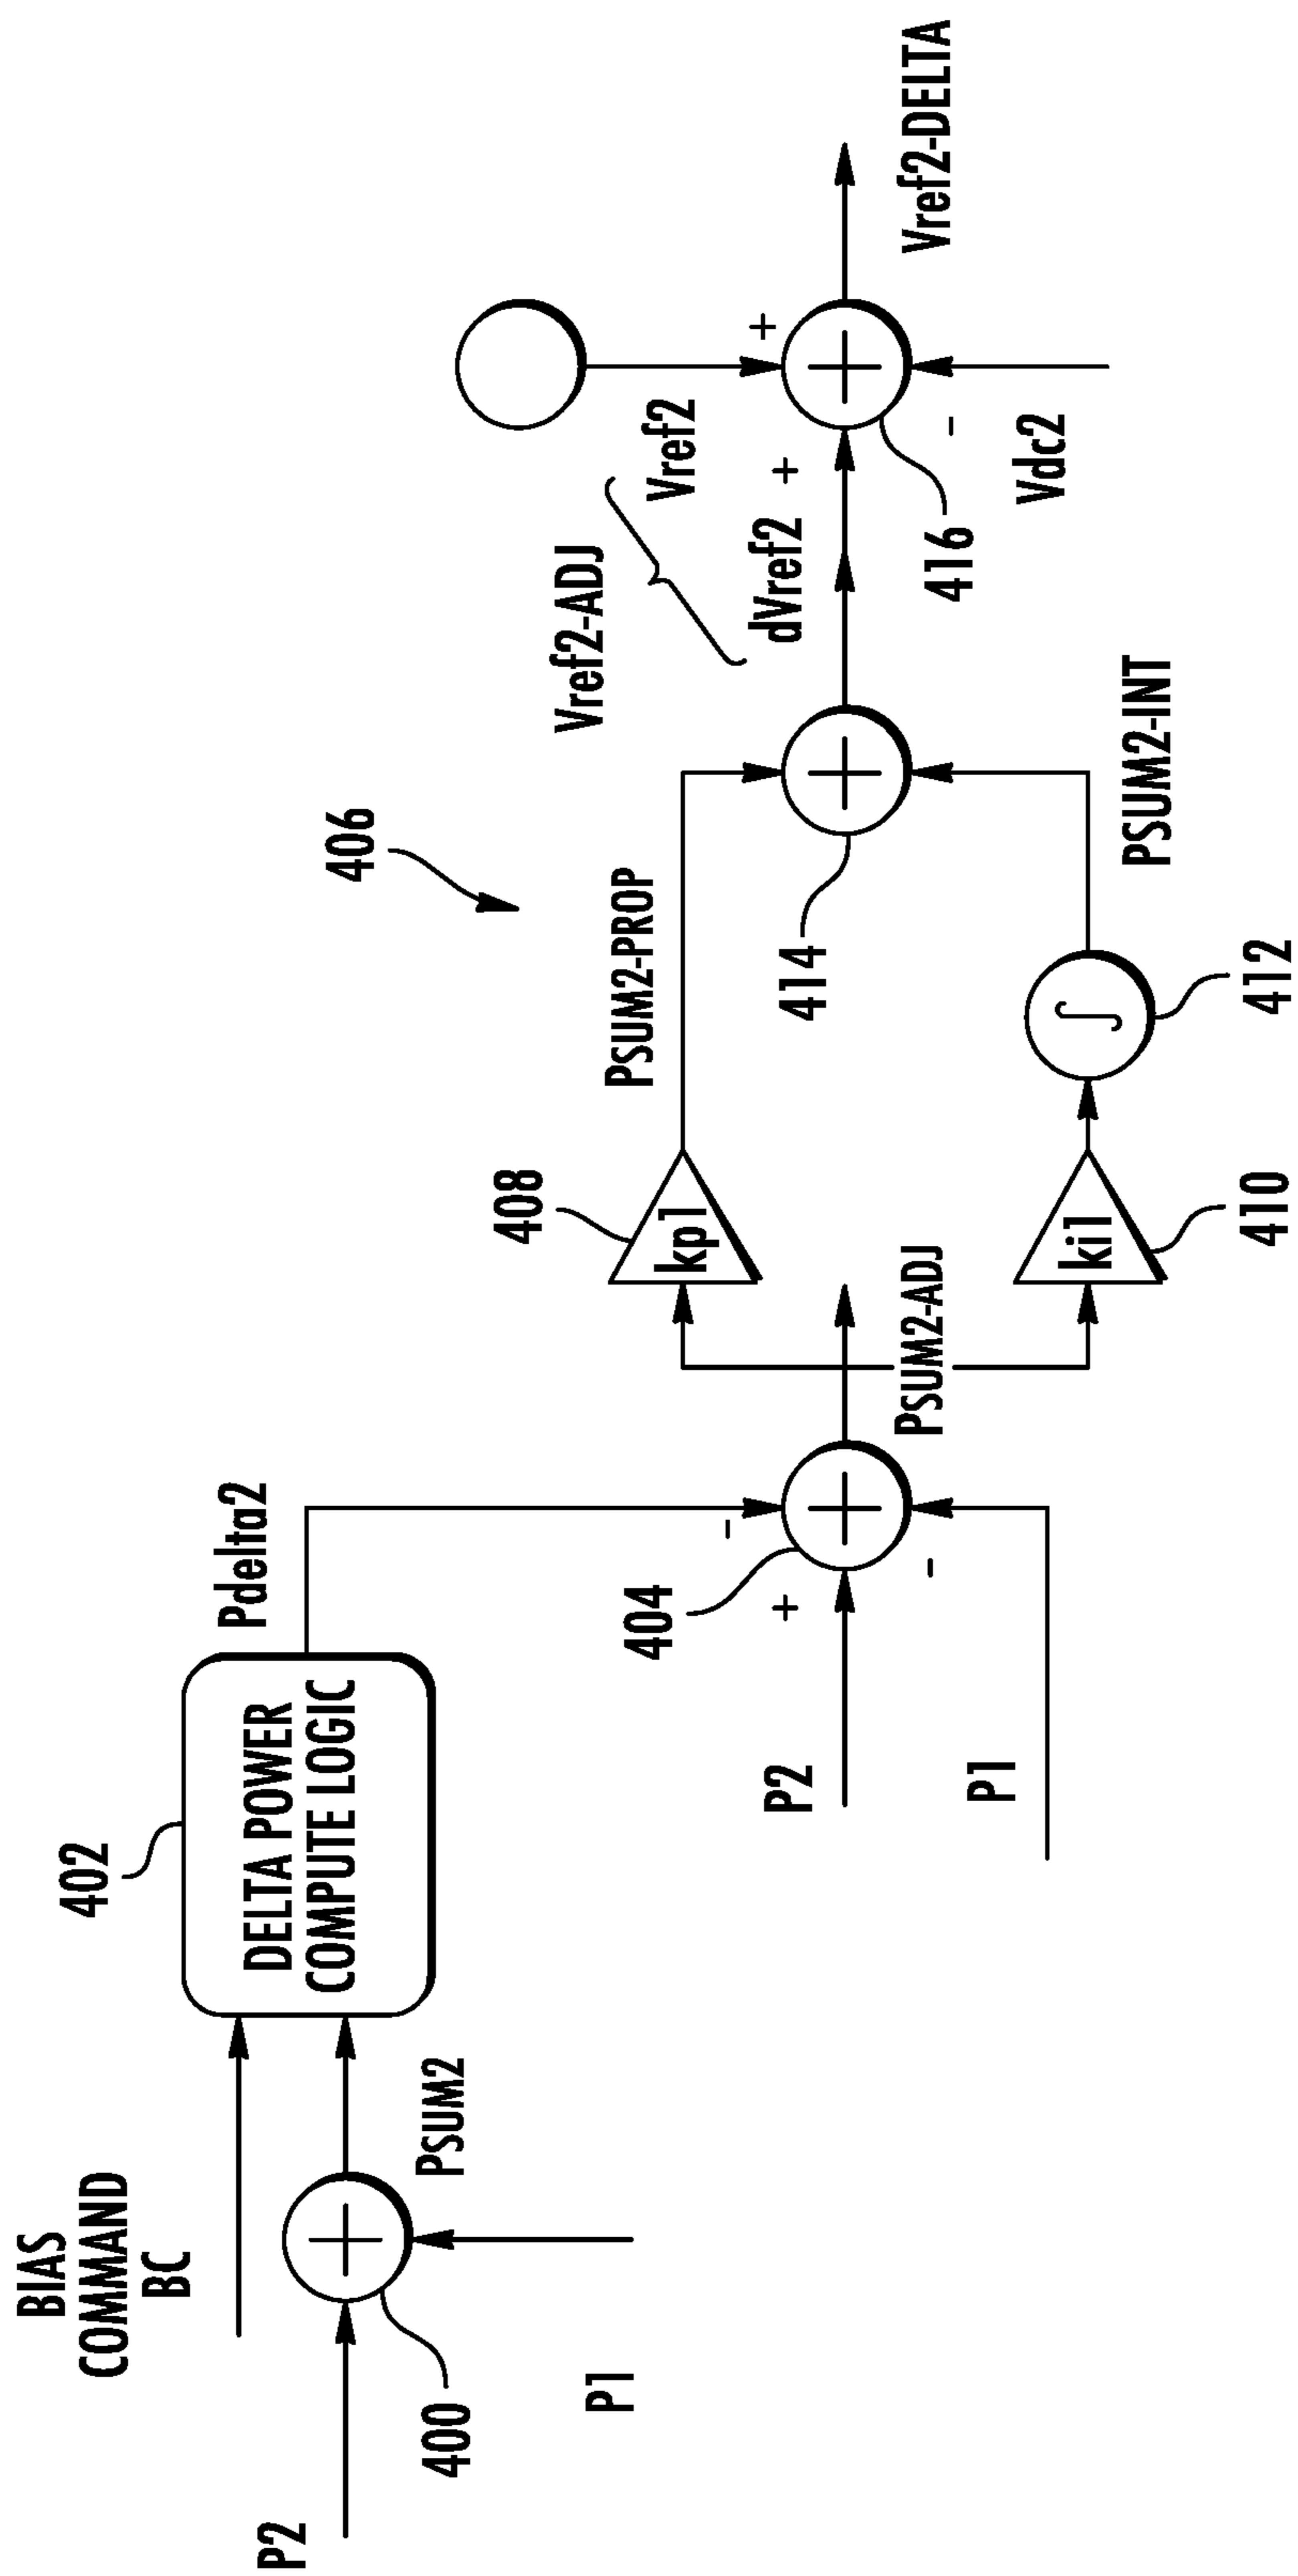 BIAS
COMMAND
BC
P2
400
P1
PSUM2
402
DELTA POWER
COMPUTE LOGIC
Pdelta2
P2
+
404
-
-
P1
PSUM2-ADJ
408
kp1
ki1
410
PSUM2-PROP
406
∫
412
PSUM2-INT
414
+
Vref2-ADJ
dVref2 +
Vref2
+
416
-
Vdc2
+
Vref2-DELTA